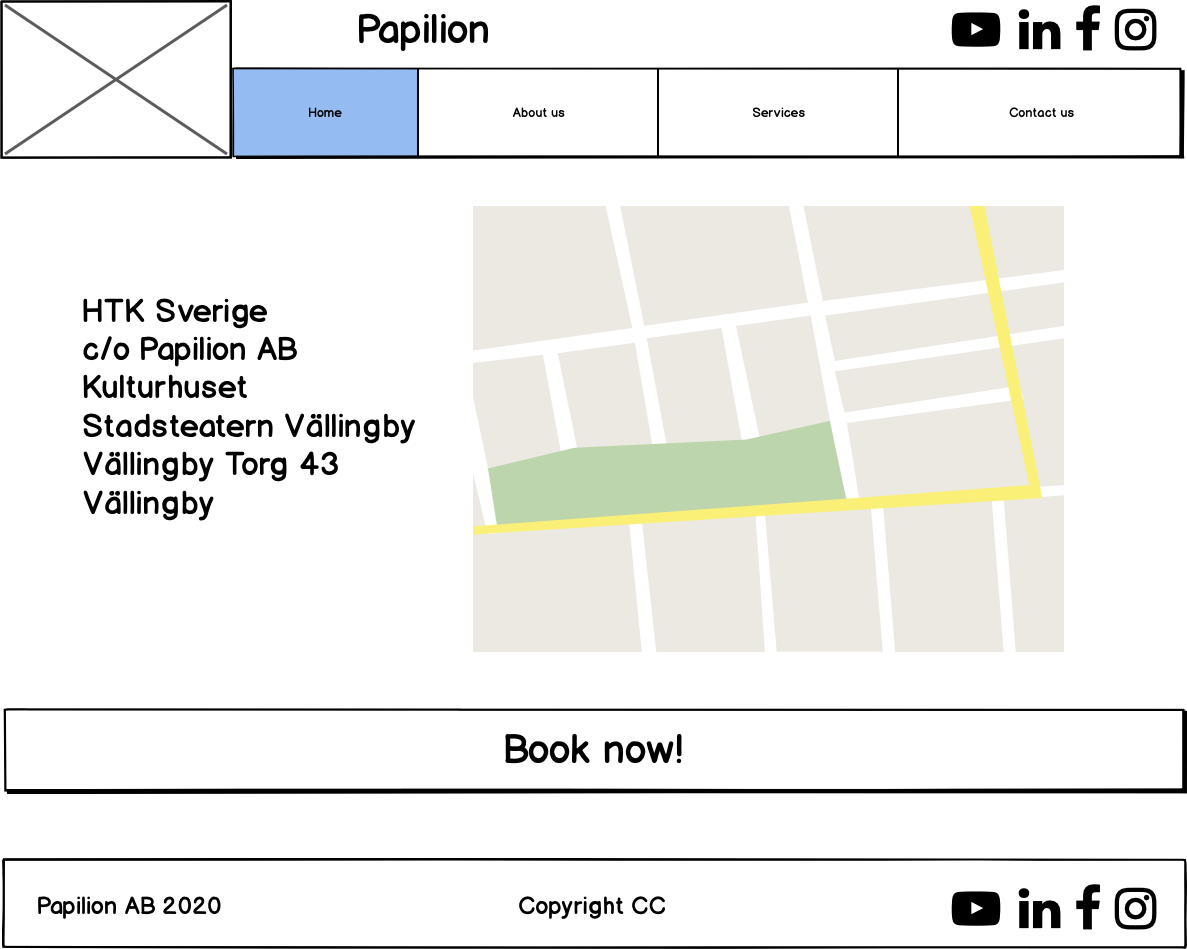 Papilion
Home
About us
Services
Contact us
HTK Sverige
c/o Papilion AB
Kulturhuset
Stadsteatern Vällingby
Vällingby Torg 43
Vällingby
Book now!
Papilion AB 2020
Copyright CC